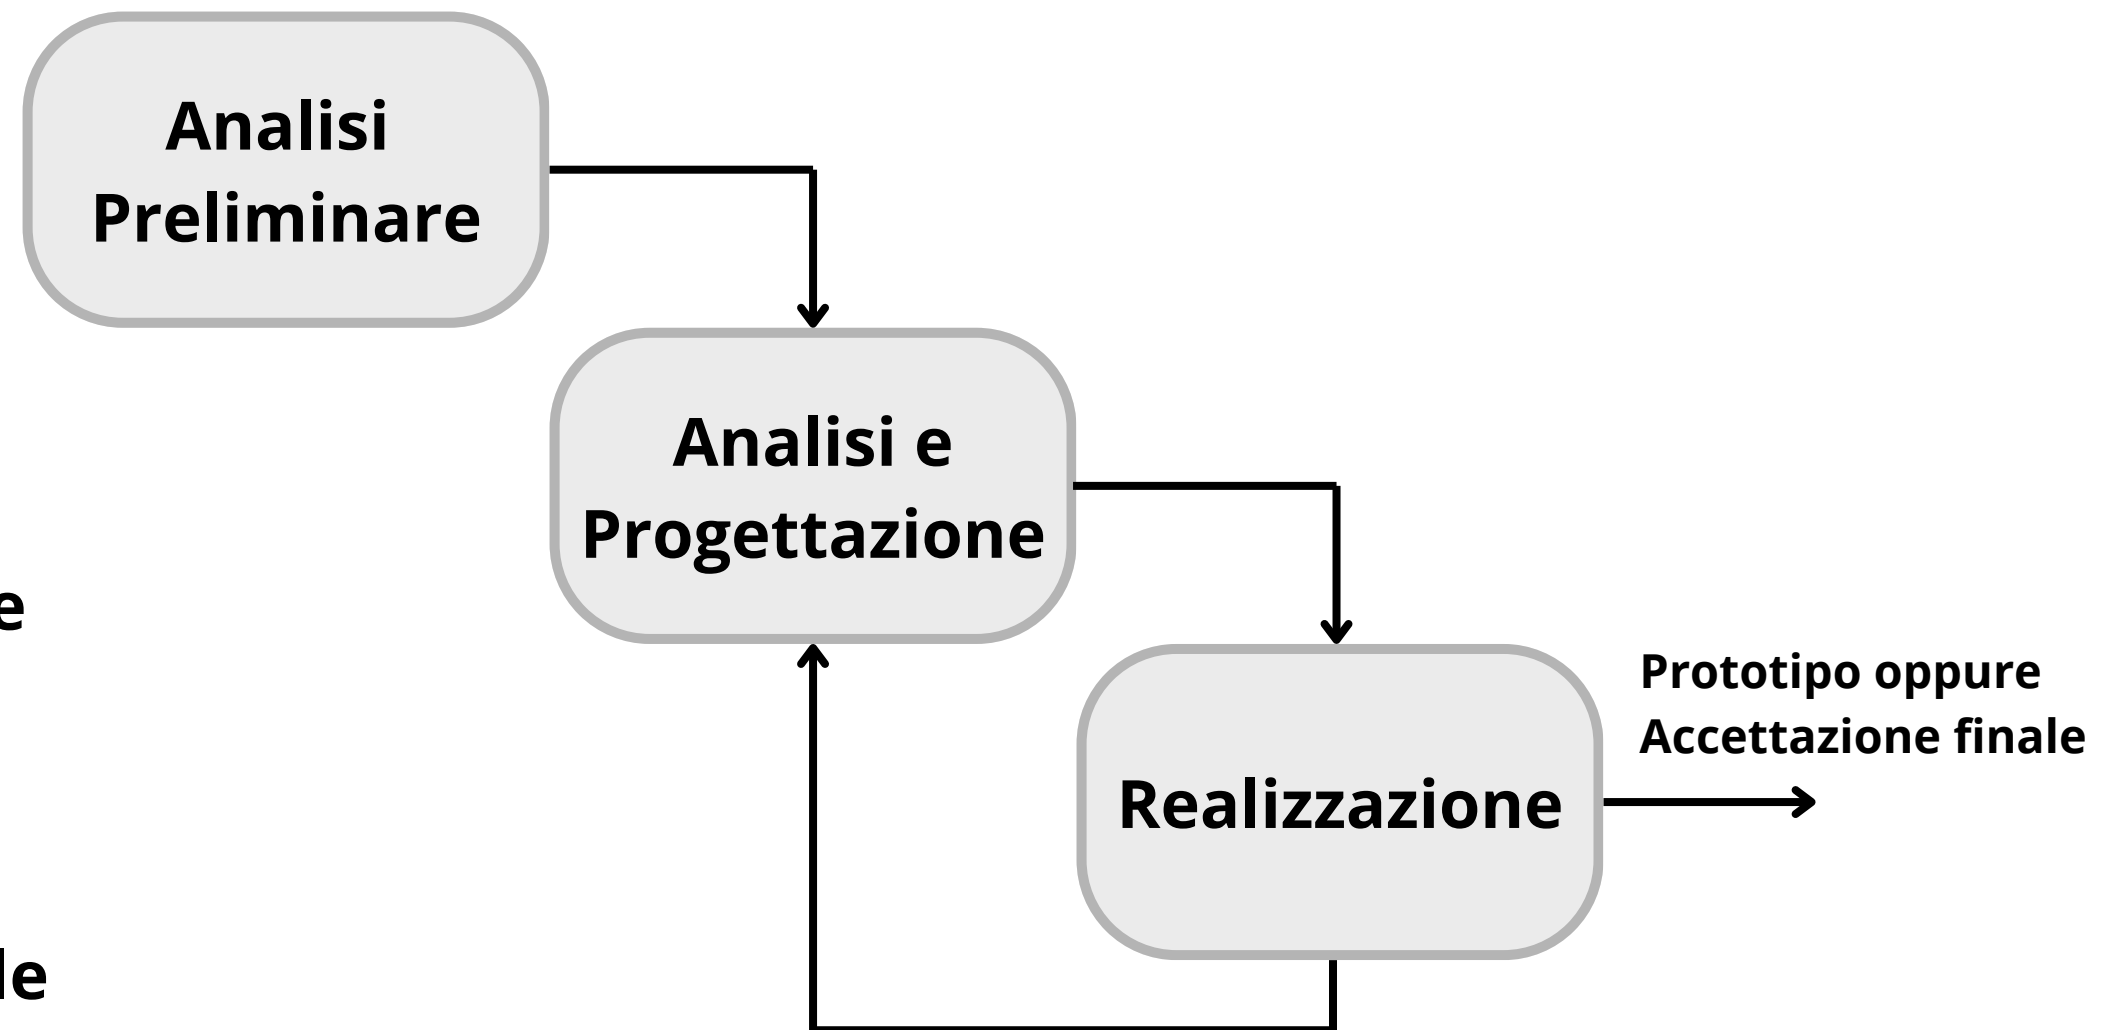 Analisi
Preliminare
Analisi e
Progettazione
Prototipo oppure
Accettazione finale
Realizzazione